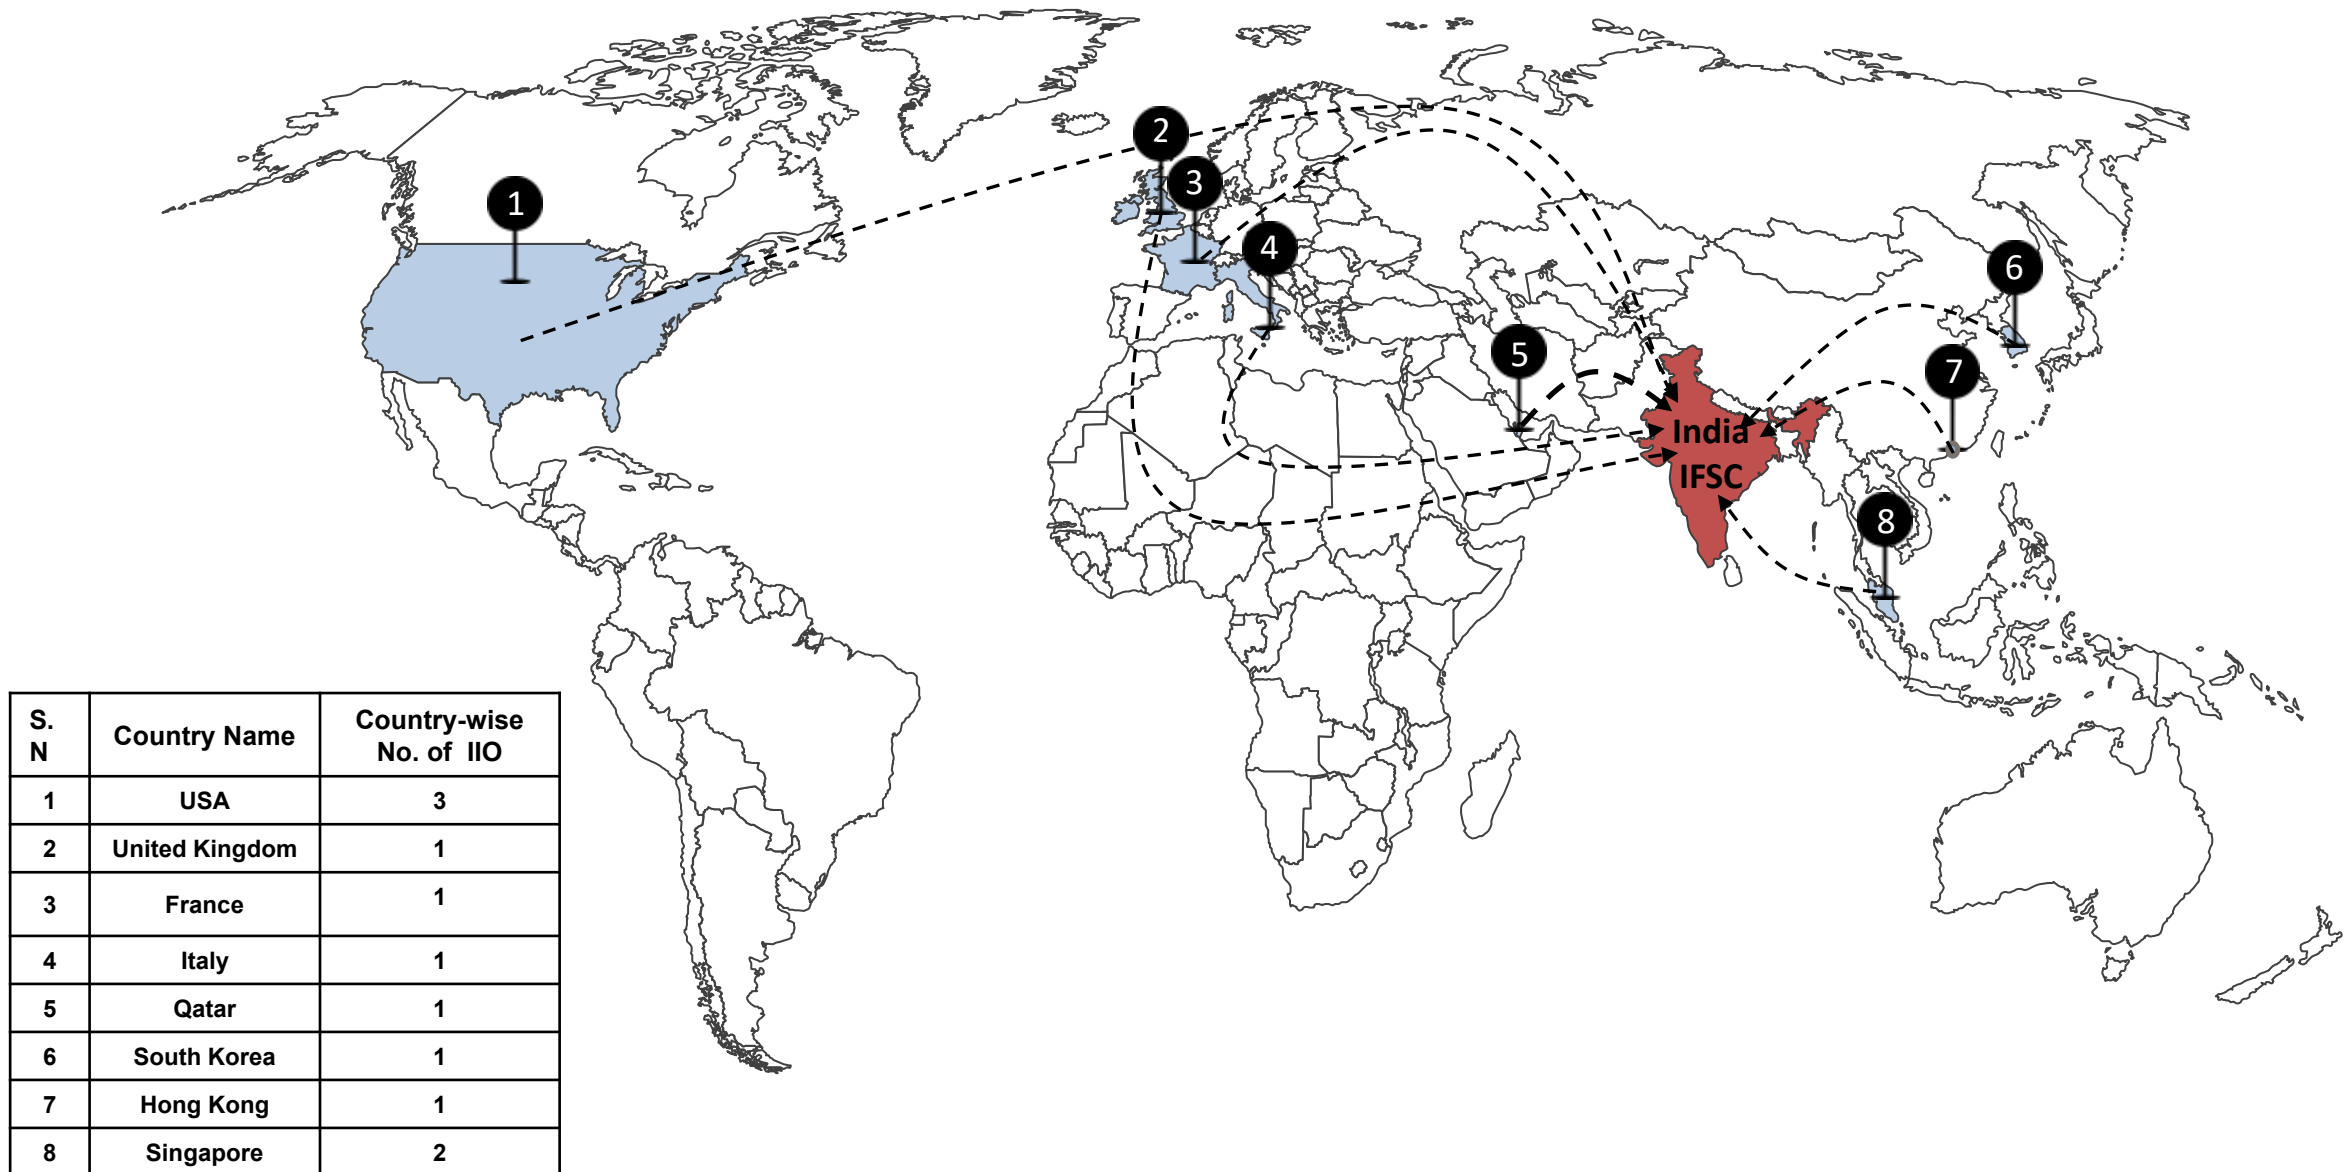 1
2
3
4
5
6
7
8
India
IFSC
S. N Country Name Country-wise No. of IIO
1 USA 3
2 United Kingdom 1
3 France 1
4 Italy 1
5 Qatar 1
6 South Korea 1
7 Hong Kong 1
8 Singapore 2